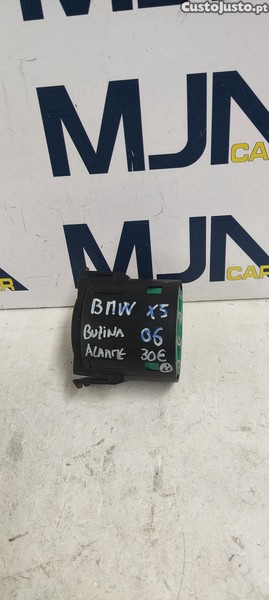 CustoJusto.pt
MJN
CAR
MJN
CAR
CAR
BMW X5
BUZINA 06
ALARME 30€